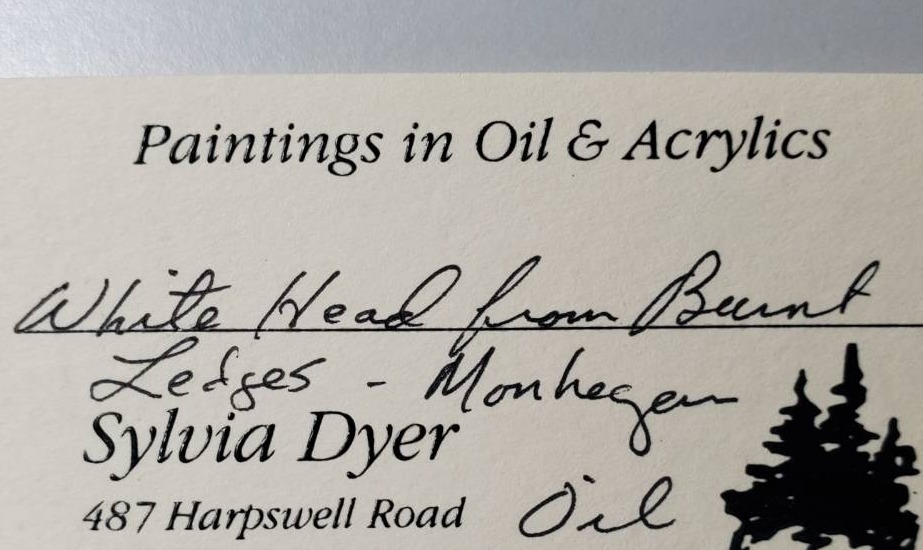 Paintings in Oil & Acrylics
White Head from Burnt
Ledges - Monhegan
Sylvia Dyer
487 Harpswell Road
Oil